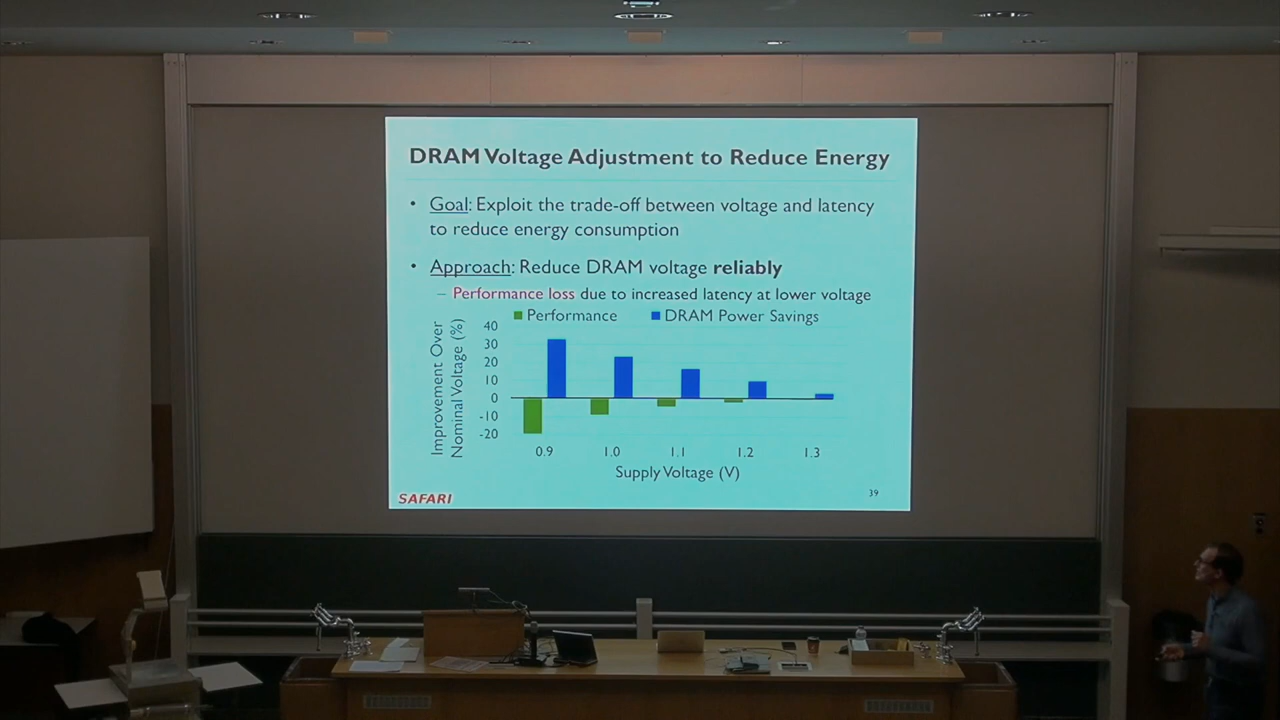 DRAM Voltage Adjustment to Reduce Energy
• Goal: Exploit the trade-off between voltage and latency
to reduce energy consumption
• Approach: Reduce DRAM voltage reliably
– Performance loss due to increased latency at lower voltage
Performance DRAM Power Savings
Improvement Over
Nominal Voltage (%)
40
30
20
10
0
-10
-20
0.9 1.0 1.1 1.2 1.3
Supply Voltage (V)
SAFARI
39